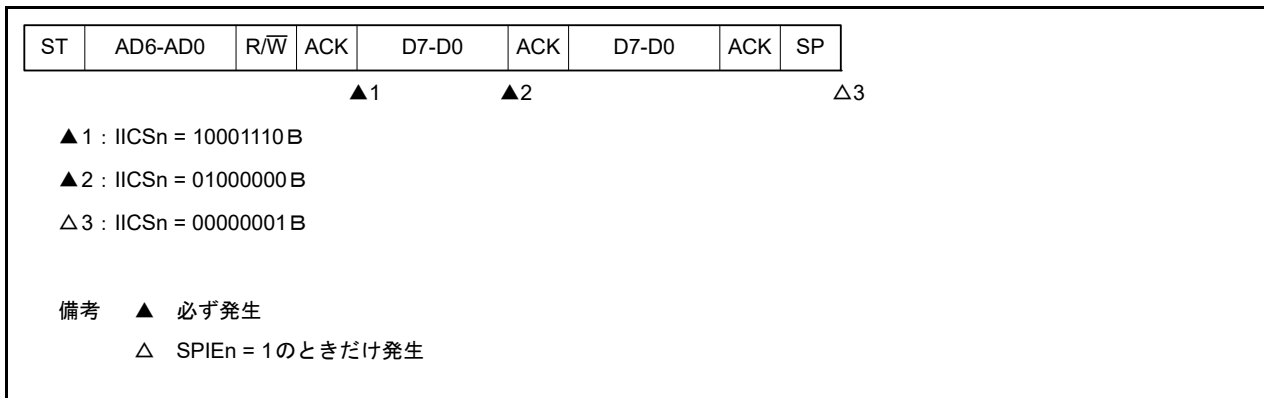 ST AD6-AD0 R/W̅ ACK D7-D0 ACK D7-D0 ACK SP
▲1 ▲2 △3
▲1：IICSn = 10001110B
▲2：IICSn = 01000000B
△3：IICSn = 00000001B
備考 ▲ 必ず発生
△ SPIEn = 1のときだけ発生